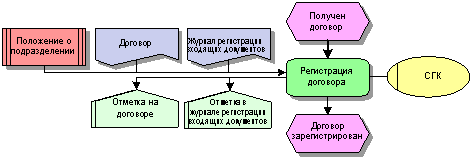 Положение о
подразделении
Договор
Журнал регистрации
входящих документов
Получен
договор
Регистрация
договора
СГК
Отметка на
договоре
Отметка в
журнале регистрации
входящих документов
Договор
зарегистрирован